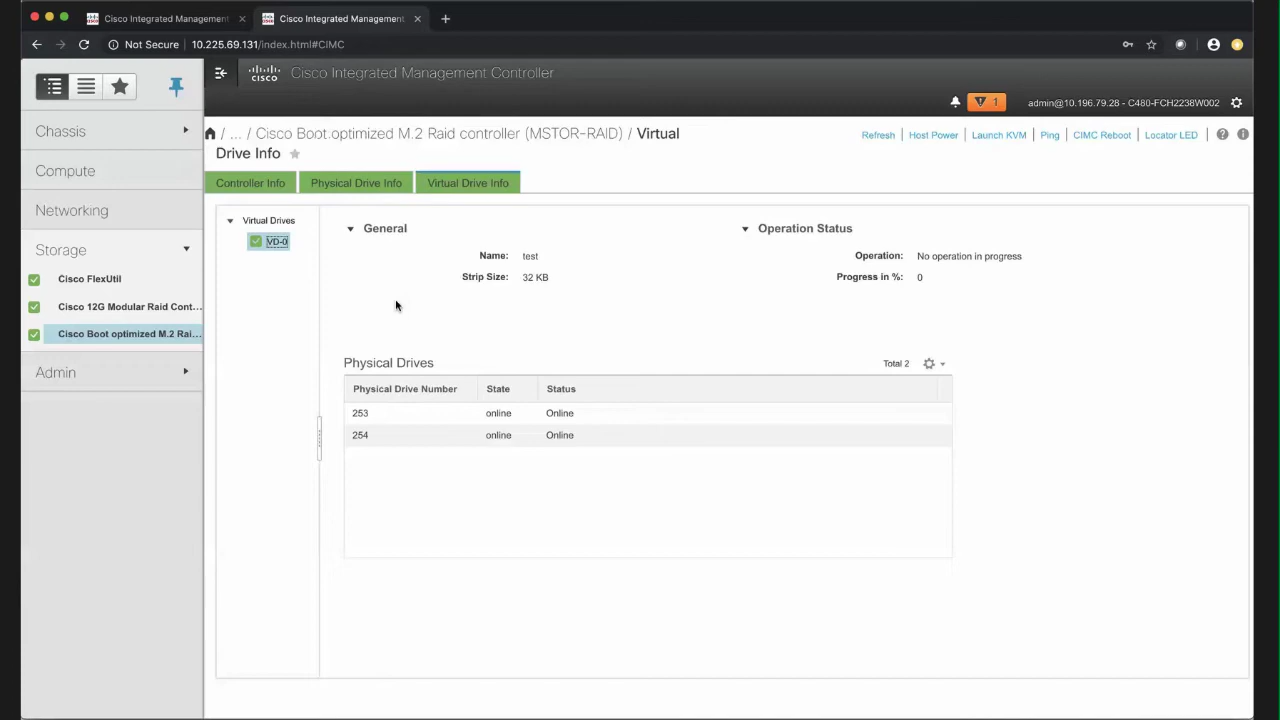 Cisco Integrated Management
Cisco Integrated Management
Not Secure
10.225.69.131/index.html#CIMC
cisco Cisco Integrated Management Controller
1
admin@10.196.79.28 - C480-FCH2238W002
Chassis
Compute
Networking
Storage
Cisco FlexUtil
Cisco 12G Modular Raid Cont...
Cisco Boot optimized M.2 Rai...
Admin
/ ... / Cisco Boot optimized M.2 Raid controller (MSTOR-RAID) / Virtual
Drive Info
Refresh | Host Power | Launch KVM | Ping | CIMC Reboot | Locator LED
Controller Info
Physical Drive Info
Virtual Drive Info
Virtual Drives
VD-0
General
Name: test
Strip Size: 32 KB
Operation Status
Operation: No operation in progress
Progress in %: 0
Physical Drives
Total 2
Physical Drive Number State Status
253 online Online
254 online Online